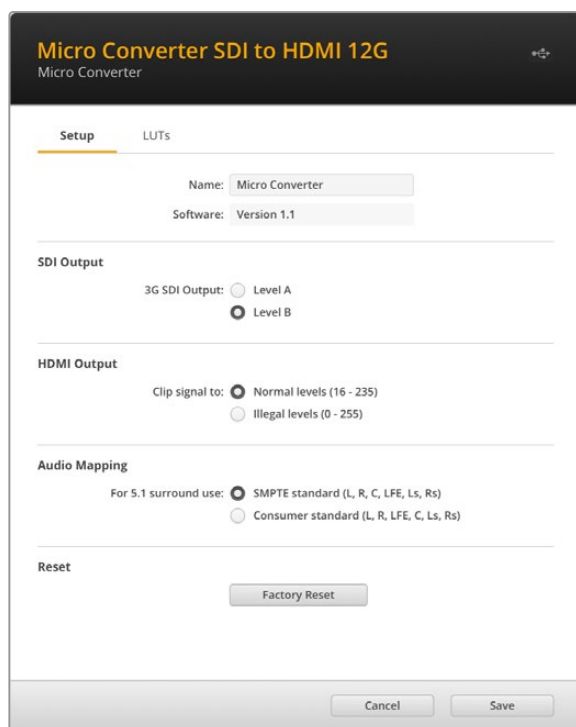 Micro Converter SDI to HDMI 12G
Micro Converter
Setup LUTs
Name: Micro Converter
Software: Version 1.1
SDI Output
3G SDI Output: Level A
Level B
HDMI Output
Clip signal to: Normal levels (16 - 235)
Illegal levels (0 - 255)
Audio Mapping
For 5.1 surround use: SMPTE standard (L, R, C, LFE, Ls, Rs)
Consumer standard (L, R, LFE, C, Ls, Rs)
Reset
Factory Reset
Cancel Save